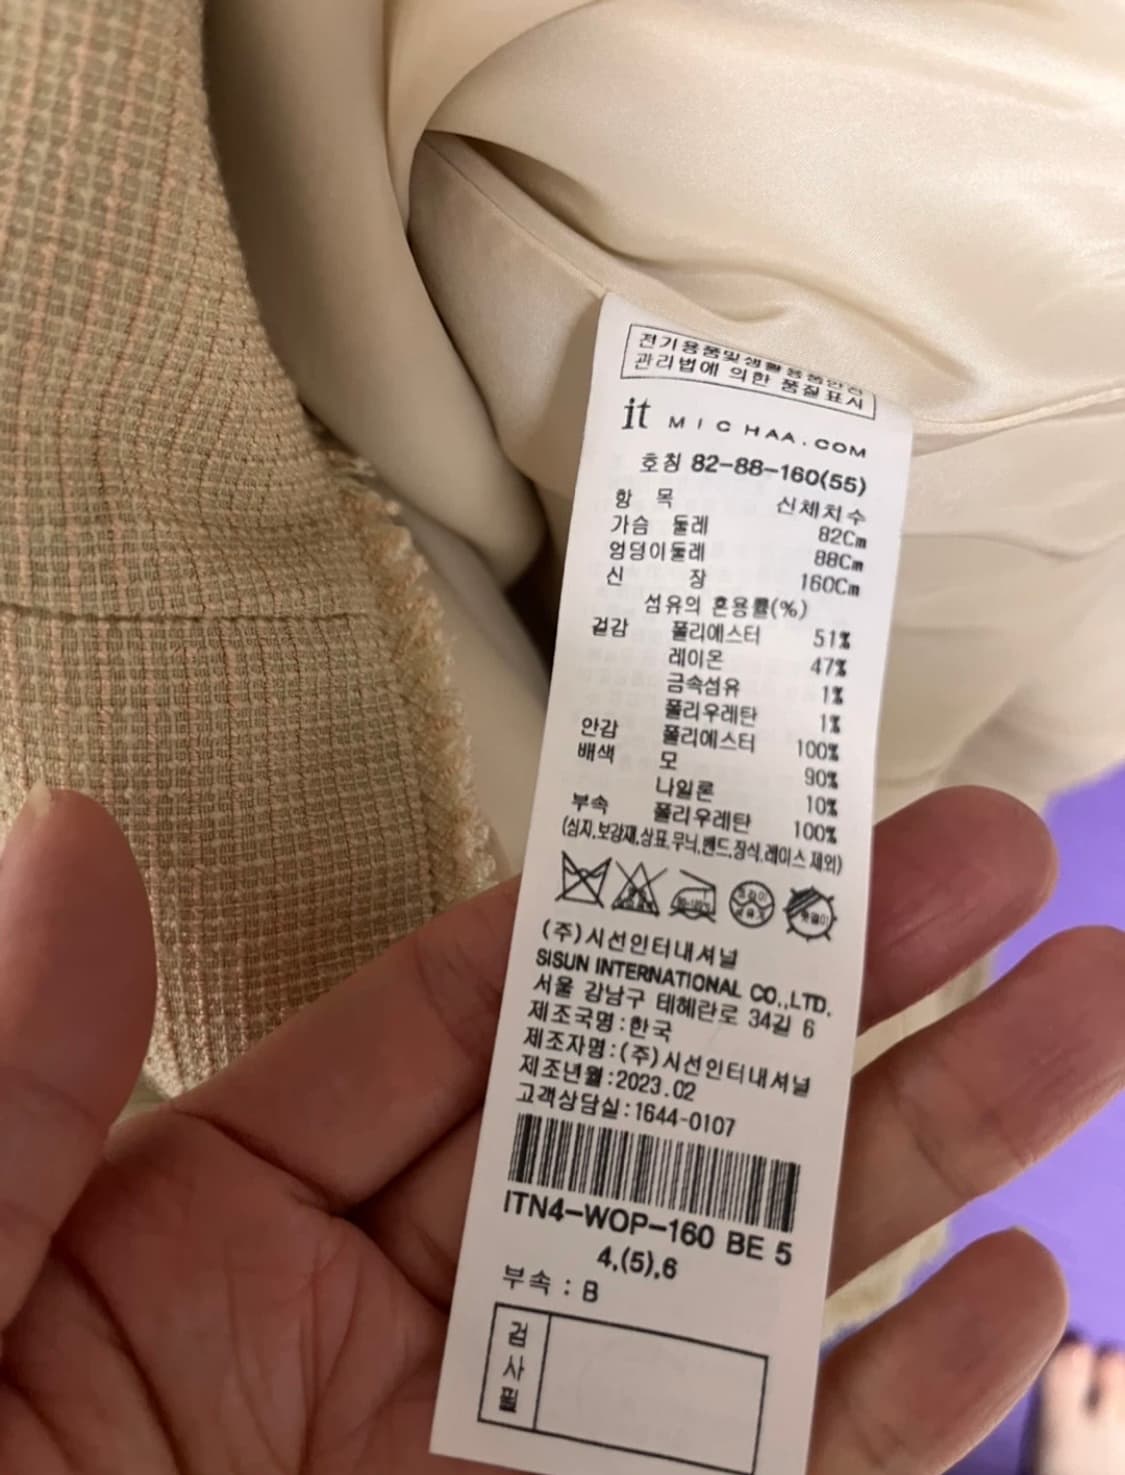 전기용품및생활용품안전
관리법에 의한 품질표시
it MICHAA.COM
호칭 82-88-160(55)
항 목 신체치수
가슴 둘레 82Cm
엉덩이둘레 88Cm
신 장 160Cm
섬유의 혼용률(%)
겉감 폴리에스터 51%
레이온 47%
금속섬유 1%
폴리우레탄 1%
안감 폴리에스터 100%
배색 모 90%
나일론 10%
부속 폴리우레탄 100%
(심지,보강재,상표,무늬,밴드,장식,레이스 제외)
(주)시선인터내셔널
SISUN INTERNATIONAL CO.,LTD.
서울 강남구 테헤란로 34길 6
제조국명:한국
제조자명:(주)시선인터내셔널
제조년월:2023.02
고객상담실:1644-0107
ITN4-WOP-160 BE 5
4,(5),6
부속 : B
검사필